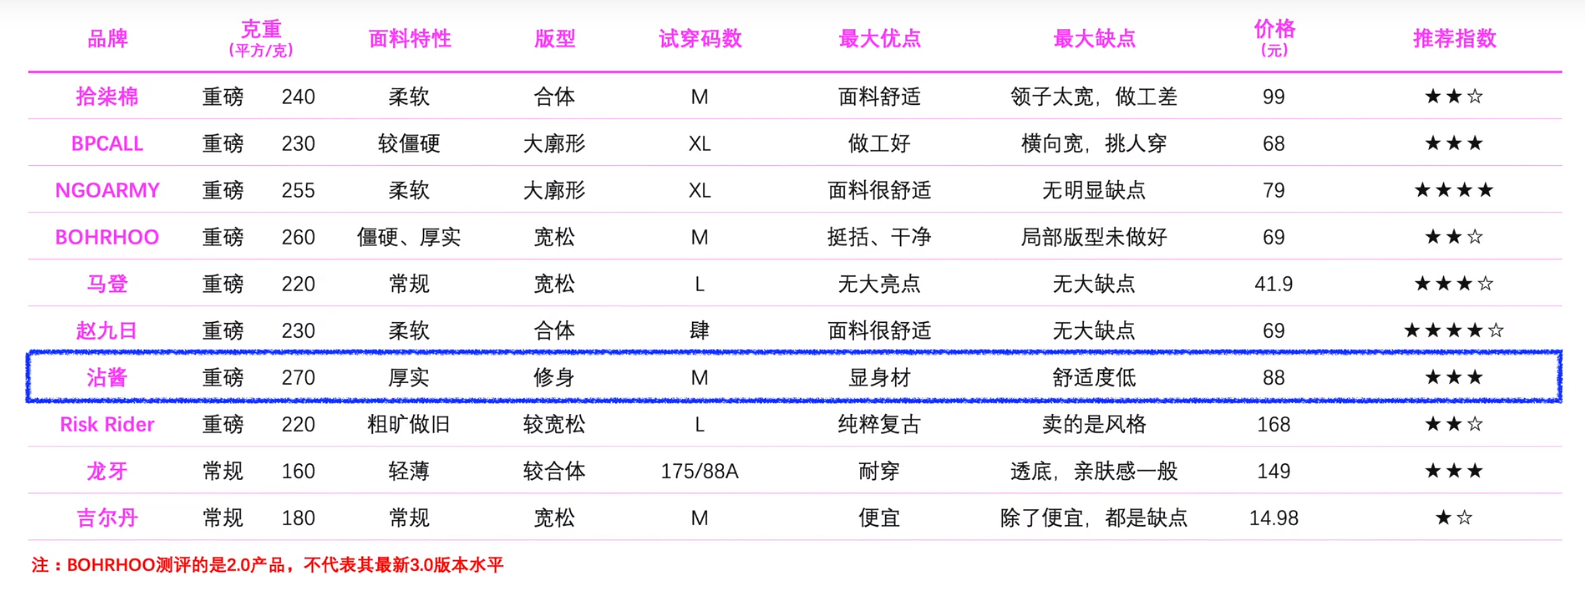 品牌 克重 (平方/克) 面料特性 版型 试穿码数 最大优点 最大缺点 价格 (元) 推荐指数
拾柒棉 重磅 240 柔软 合体 M 面料舒适 领子太宽，做工差 99 ★★☆
BPCALL 重磅 230 较僵硬 大廓形 XL 做工好 横向宽，挑人穿 68 ★★★
NGOARMY 重磅 255 柔软 大廓形 XL 面料很舒适 无明显缺点 79 ★★★★
BOHRHOO 重磅 260 僵硬、厚实 宽松 M 挺括、干净 局部版型未做好 69 ★★☆
马登 重磅 220 常规 宽松 L 无大亮点 无大缺点 41.9 ★★★☆
赵九日 重磅 230 柔软 合体 肆 面料很舒适 无大缺点 69 ★★★★☆
沾酱 重磅 270 厚实 修身 M 显身材 舒适度低 88 ★★★
Risk Rider 重磅 220 粗旷做旧 较宽松 L 纯粹复古 卖的是风格 168 ★★☆
龙牙 常规 160 轻薄 较合体 175/88A 耐穿 透底，亲肤感一般 149 ★★★
吉尔丹 常规 180 常规 宽松 M 便宜 除了便宜，都是缺点 14.98 ★☆
注：BOHRHOO测评的是2.0产品，不代表其最新3.0版本水平